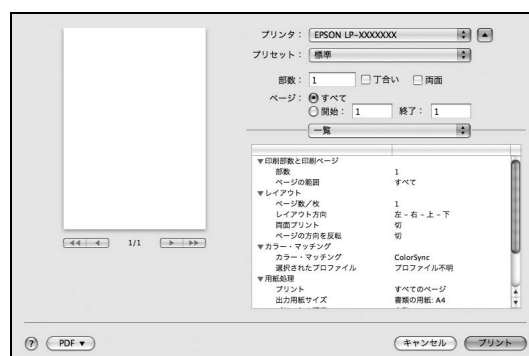 プリンタ： EPSON LP-XXXXXXX
プリセット： 標準
部数： 1 丁合い 両面
ページ： すべて
開始： 1 終了： 1
一覧
▼印刷部数と印刷ページ
部数 1
ページの範囲 すべて
▼レイアウト
ページ数/枚 1
レイアウト方向 左 – 右 – 上 – 下
両面プリント 切
ページの方向を反転 切
▼カラー・マッチング
カラー・マッチング ColorSync
選択されたプロファイル プロファイル不明
▼用紙処理
プリント すべてのページ
出力用紙サイズ 書類の用紙: A4
1/1
? PDF ▼ キャンセル プリント